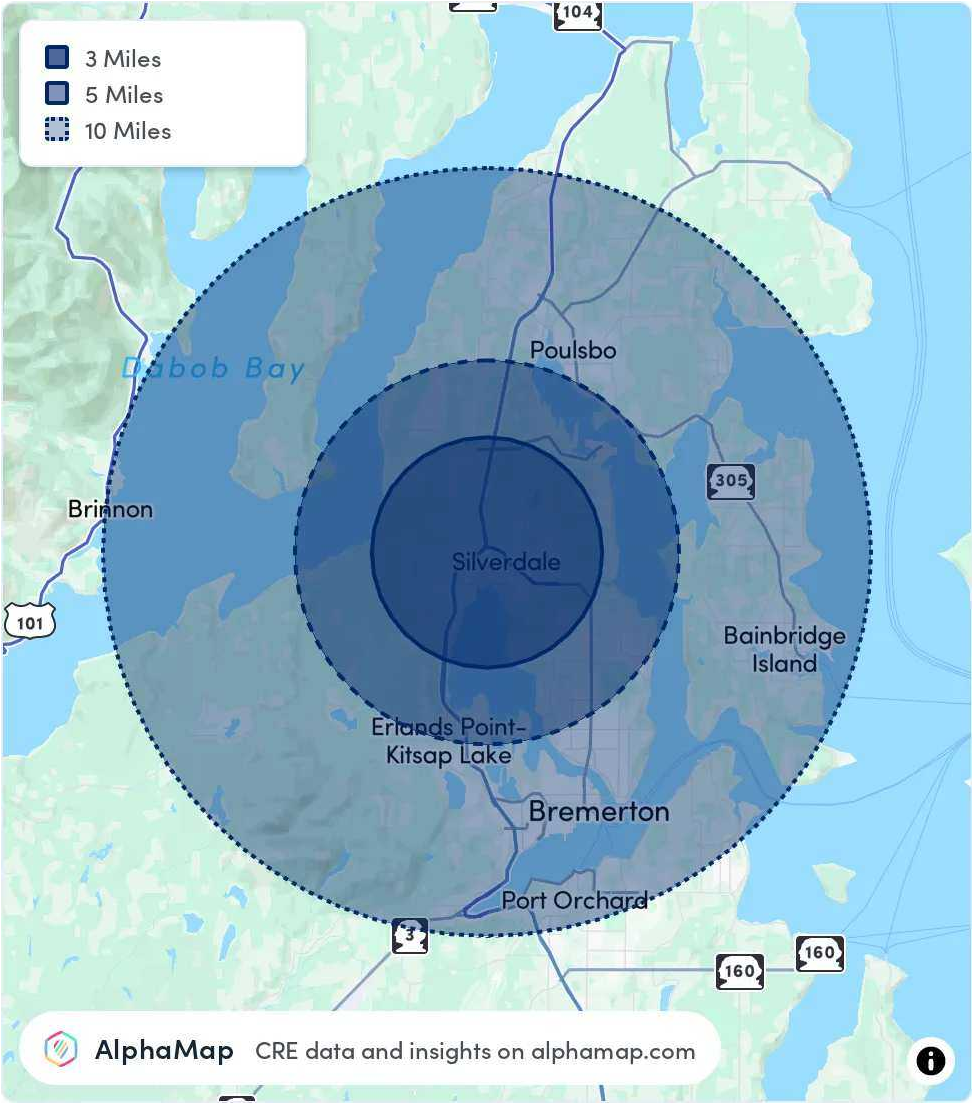 104
3 Miles
5 Miles
10 Miles
Poulsbo
Dabob Bay
305
Brinnon
Silverdale
101
Bainbridge
Island
Erlands Point-
Kitsap Lake
Bremerton
Port Orchard
3
160
160
AlphaMap CRE data and insights on alphamap.com